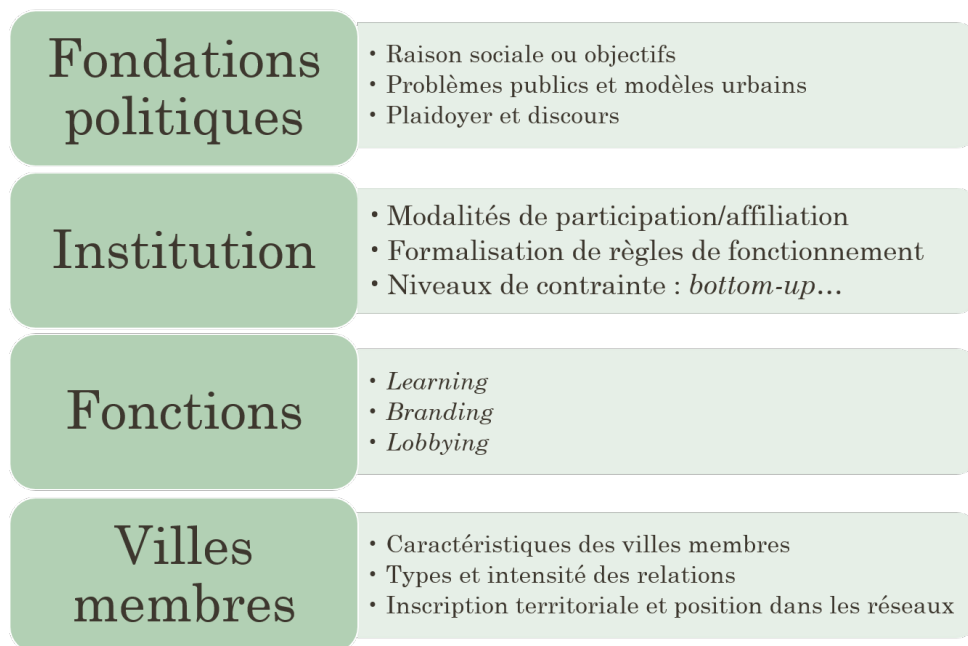 Fondations
politiques
• Raison sociale ou objectifs
• Problèmes publics et modèles urbains
• Plaidoyer et discours
Institution
• Modalités de participation/affiliation
• Formalisation de règles de fonctionnement
• Niveaux de contrainte : bottom-up…
Fonctions
• Learning
• Branding
• Lobbying
Villes
membres
• Caractéristiques des villes membres
• Types et intensité des relations
• Inscription territoriale et position dans les réseaux